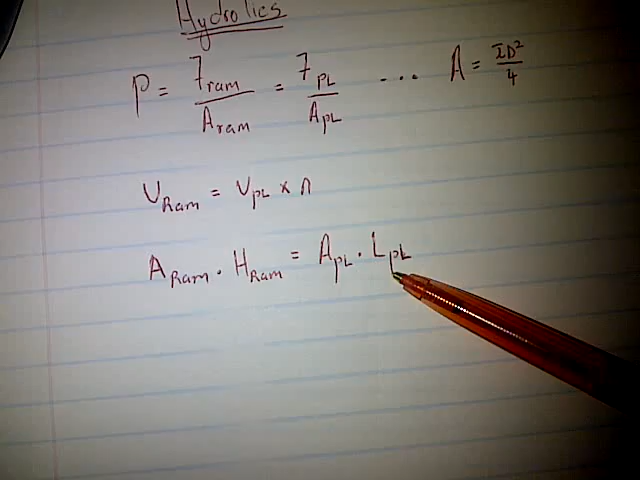 Hydrolics
P = Fram / Aram = FPL / APL ... A = πD² / 4
VRam = VPL × n
ARam . HRam = APL . LPL